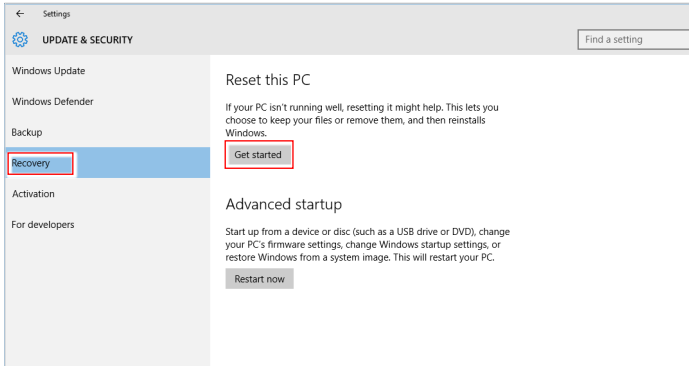 Settings
UPDATE & SECURITY
Find a setting
Windows Update
Windows Defender
Backup
Recovery
Activation
For developers
Reset this PC
If your PC isn't running well, resetting it might help. This lets you
choose to keep your files or remove them, and then reinstalls
Windows.
Get started
Advanced startup
Start up from a device or disc (such as a USB drive or DVD), change
your PC's firmware settings, change Windows startup settings, or
restore Windows from a system image. This will restart your PC.
Restart now